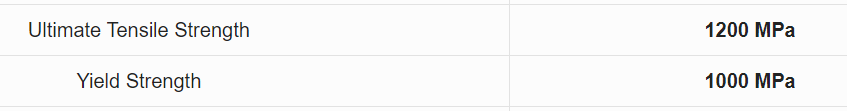 Ultimate Tensile Strength 1200 MPa
Yield Strength 1000 MPa